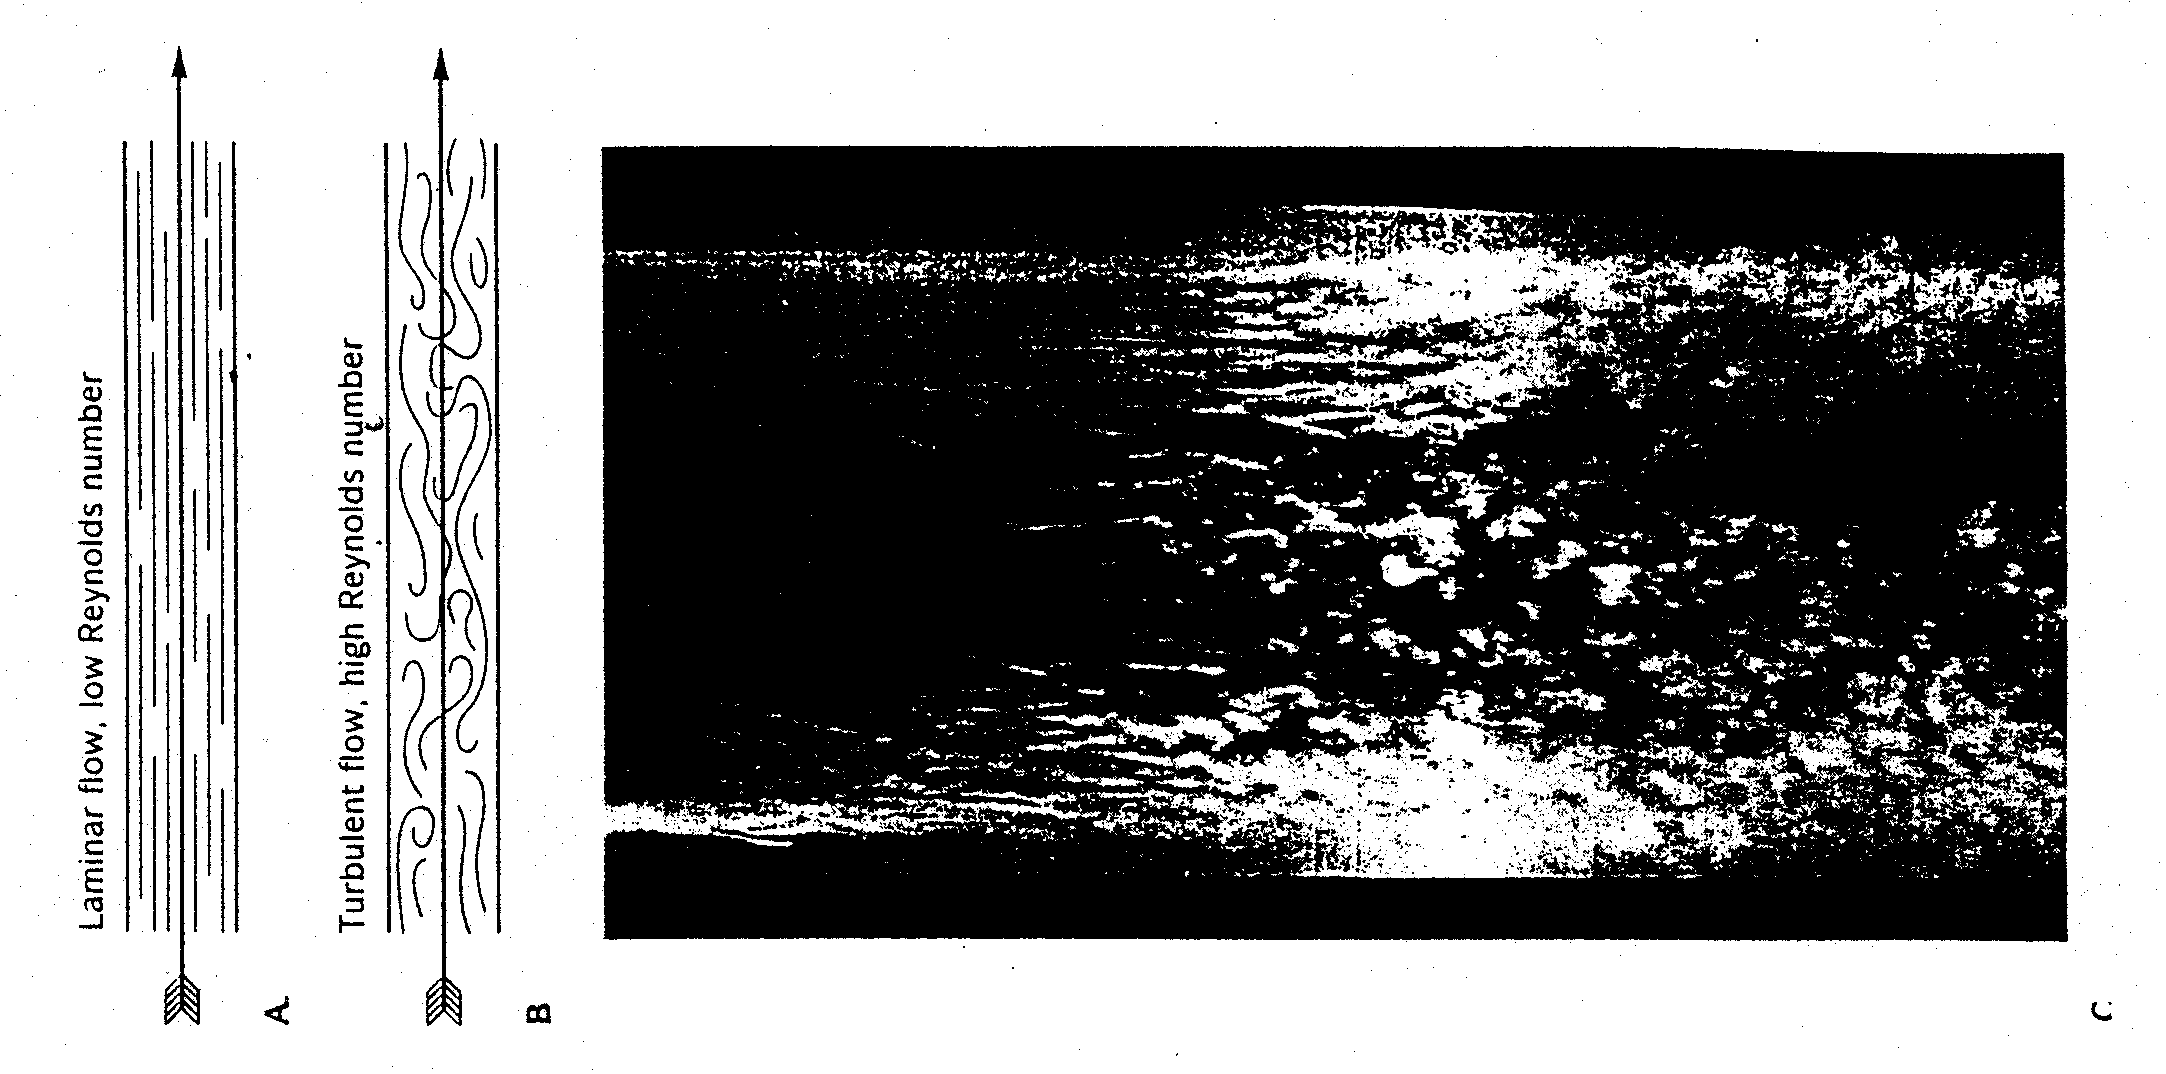 Laminar flow, low Reynolds number
A
Turbulent flow, high Reynolds number
B
C